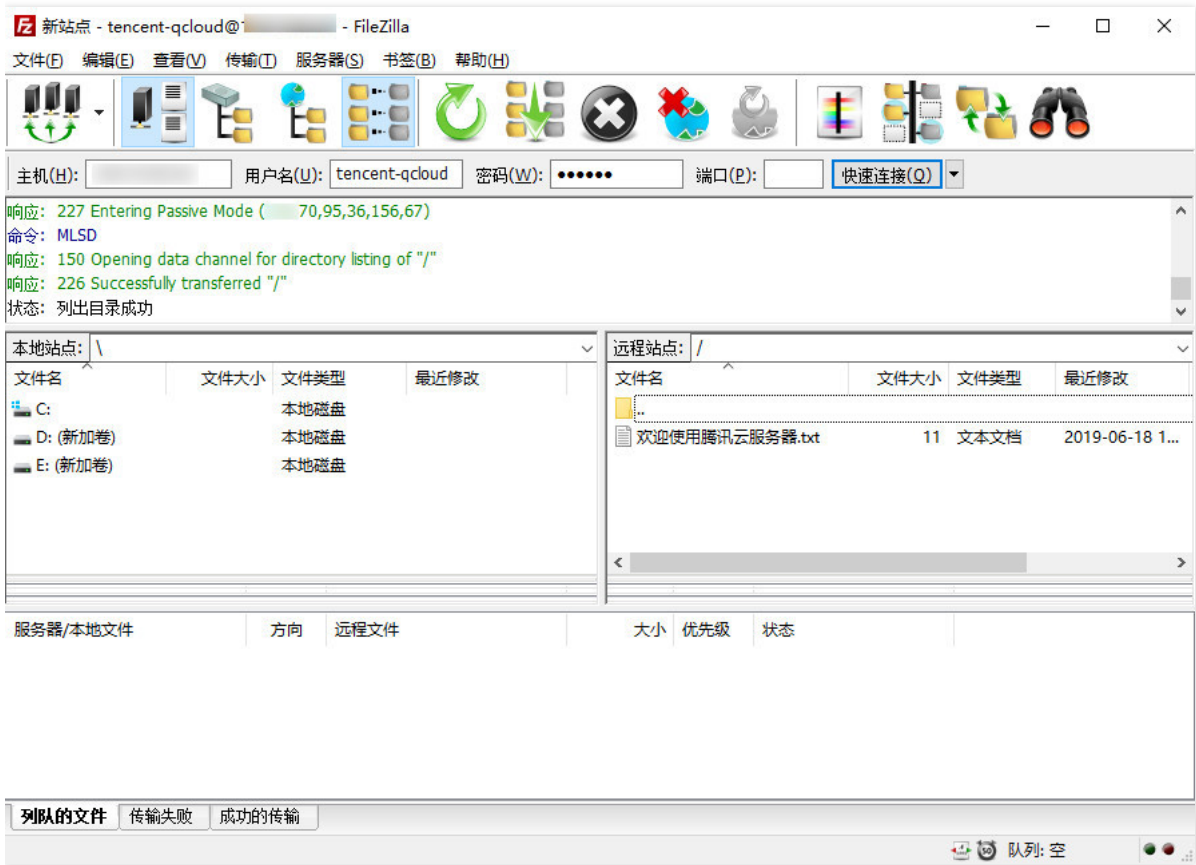 新站点 - tencent-qcloud@ - FileZilla
文件(F) 编辑(E) 查看(V) 传输(T) 服务器(S) 书签(B) 帮助(H)
主机(H): 用户名(U): tencent-qcloud 密码(W): ●●●●●● 端口(P): 快速连接(Q)
响应: 227 Entering Passive Mode ( 70,95,36,156,67)
命令: MLSD
响应: 150 Opening data channel for directory listing of "/"
响应: 226 Successfully transferred "/"
状态: 列出目录成功
本地站点: \
文件名 文件大小 文件类型 最近修改
C: 本地磁盘
D: (新加卷) 本地磁盘
E: (新加卷) 本地磁盘
远程站点: /
文件名 文件大小 文件类型 最近修改
..
欢迎使用腾讯云服务器.txt 11 文本文档 2019-06-18 1...
服务器/本地文件 方向 远程文件 大小 优先级 状态
列队的文件 传输失败 成功的传输
队列: 空